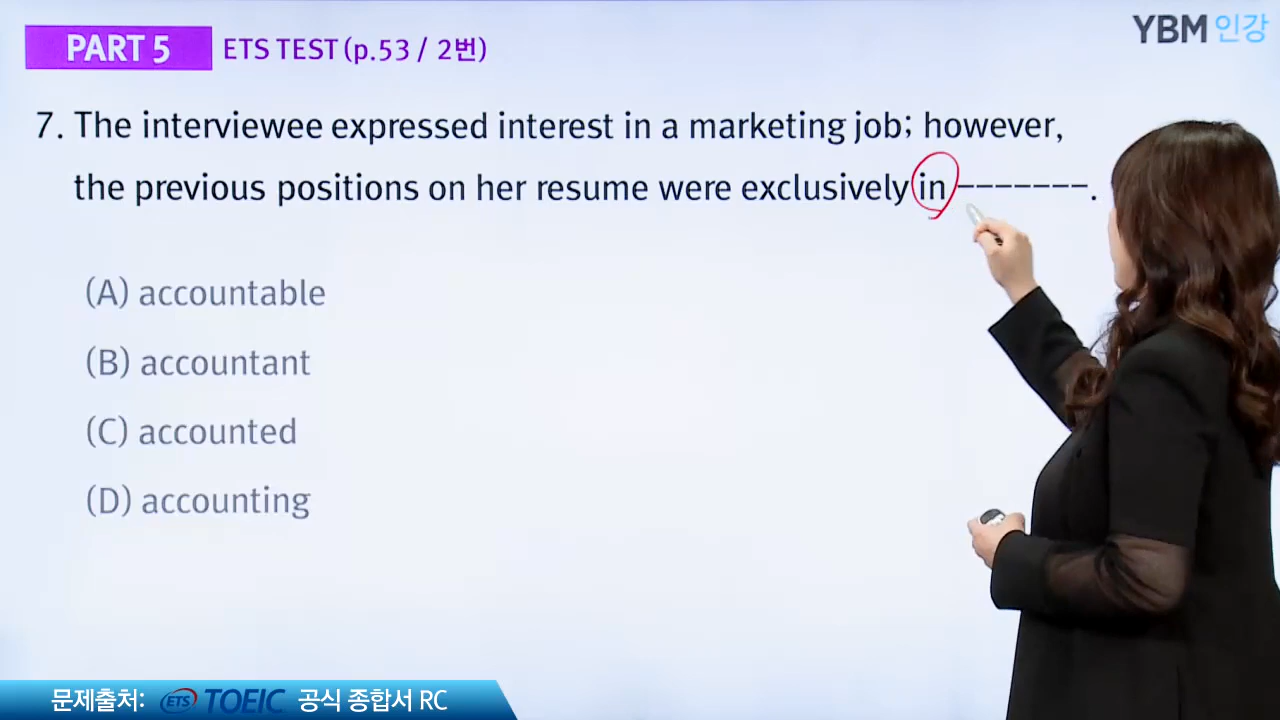 PART 5
ETS TEST (p.53 / 2번)
YBM 인강
7. The interviewee expressed interest in a marketing job; however,
the previous positions on her resume were exclusively in -------.
(A) accountable
(B) accountant
(C) accounted
(D) accounting
문제출처: ETS TOEIC 공식 종합서 RC